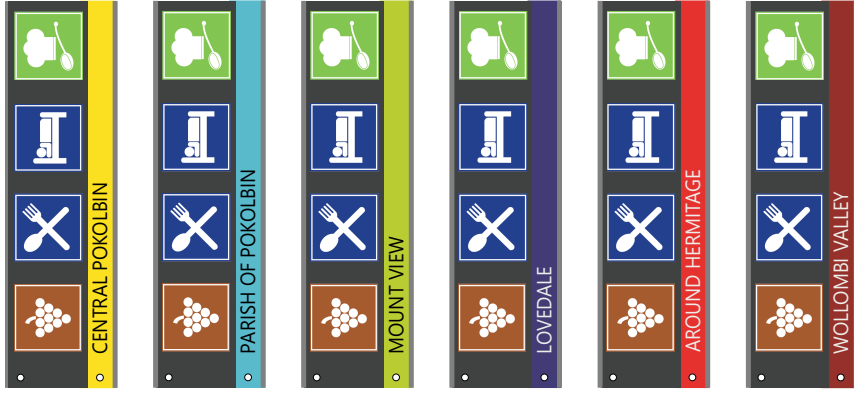 CENTRAL POKOLBIN
PARISH OF POKOLBIN
MOUNT VIEW
LOVEDALE
AROUND HERMITAGE
WOLLOMBI VALLEY